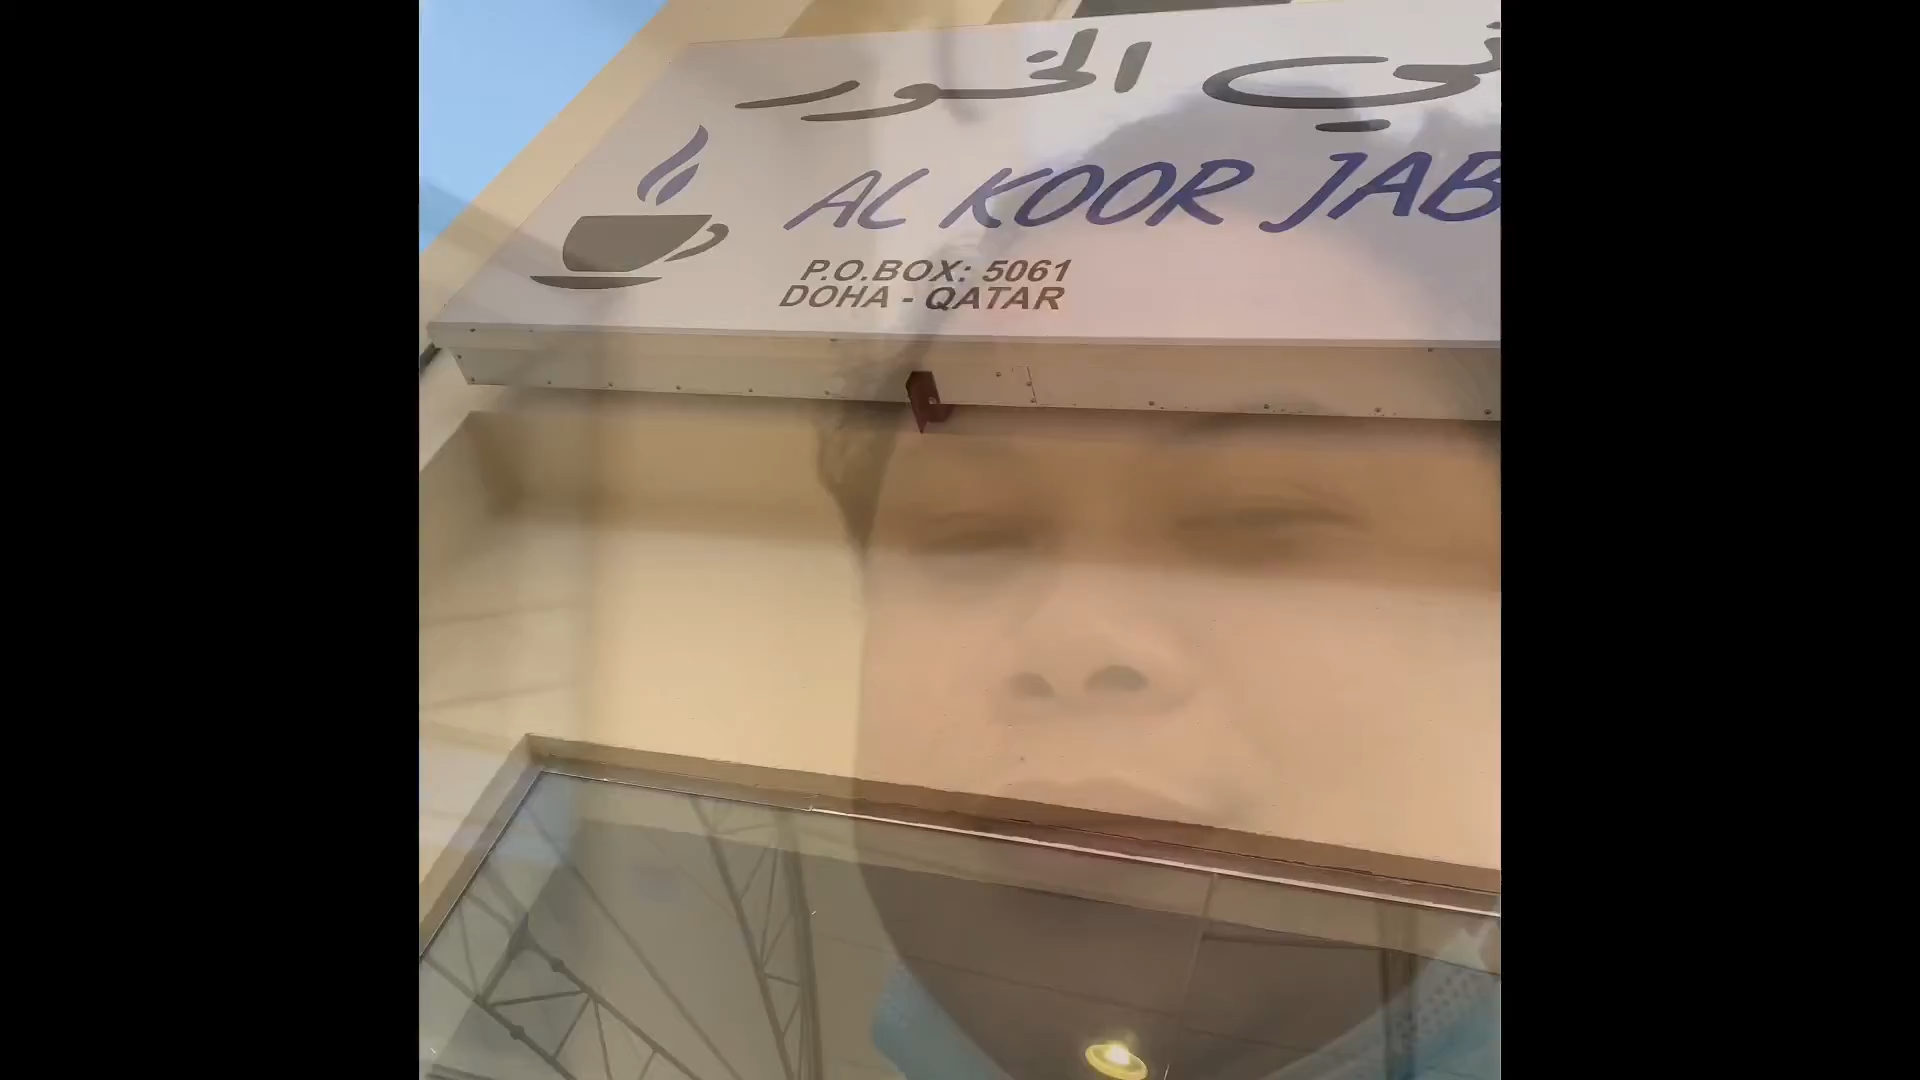 الخور
AL KOOR JAB
P.O.BOX: 5061
DOHA - QATAR